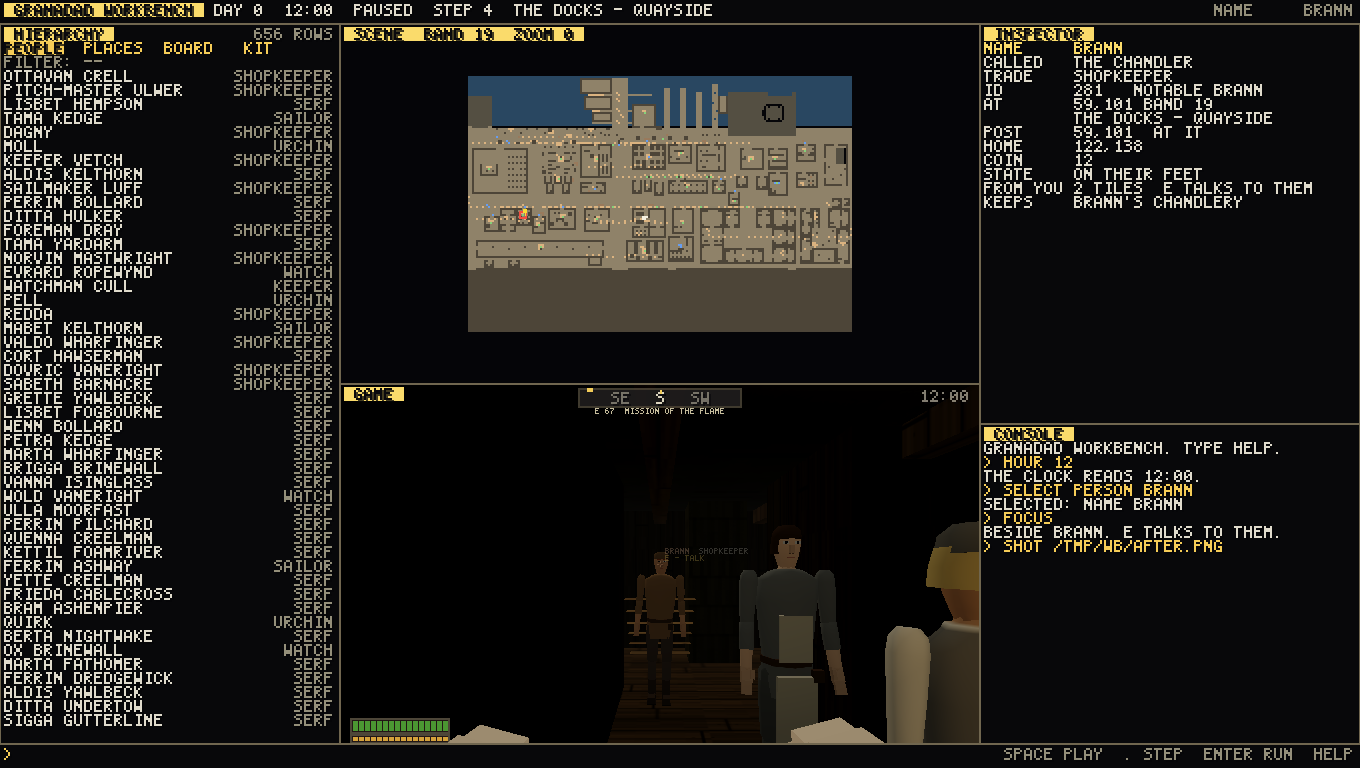 GRANADAD WORKBENCH DAY 0 12:00 PAUSED STEP 4 THE DOCKS - QUAYSIDE NAME BRANN
HIERARCHY 656 ROWS
PEOPLE PLACES BOARD KIT
FILTER: --
OTTAVAN CRELL SHOPKEEPER
PITCH-MASTER ULWER SHOPKEEPER
LISBET HEMPSON SERF
TAMA KEDGE SAILOR
DAGNY SHOPKEEPER
MOLL URCHIN
KEEPER VETCH SHOPKEEPER
ALDIS KELTHORN SERF
SAILMAKER LUFF SHOPKEEPER
PERRIN BOLLARD SERF
DITTA HULKER SERF
FOREMAN DRAY SHOPKEEPER
TAMA YARDARM SERF
NORVIN MASTWRIGHT SHOPKEEPER
EVRARD ROPEWYND WATCH
WATCHMAN CULL KEEPER
PELL URCHIN
REDDA SHOPKEEPER
MABET KELTHORN SAILOR
VALDO WHARFINGER SHOPKEEPER
CORT HAWSERMAN SERF
DOVRIC VANERIGHT SHOPKEEPER
SABETH BARNACRE SHOPKEEPER
GRETTE YAWLBECK SERF
LISBET FOGBOURNE SERF
WENN BOLLARD SERF
PETRA KEDGE SERF
MARTA WHARFINGER SERF
BRIGGA BRINEWALL SERF
VANNA ISINGLASS SERF
WOLD VANERIGHT WATCH
ULLA MOORFAST SERF
PERRIN PILCHARD SERF
QUENNA CREELMAN SERF
KETTIL FOAMRIVER SERF
FERRIN ASHWAY SAILOR
YETTE CREELMAN SERF
FRIEDA CABLECROSS SERF
BRAM ASHENPIER SERF
QUIRK URCHIN
BERTA NIGHTWAKE SERF
OX BRINEWALL WATCH
MARTA FATHOMER SERF
FERRIN DREDGEWICK SERF
ALDIS YAWLBECK SERF
DITTA UNDERTOW SERF
SIGGA GUTTERLINE SERF
SCENE BAND 19 ZOOM 0
GAME
SE S SW
12:00
E 67 MISSION OF THE FLAME
BRANN SHOPKEEPER
E - TALK
INSPECTOR
NAME BRANN
CALLED THE CHANDLER
TRADE SHOPKEEPER
ID 281 NOTABLE BRANN
AT 59,101 BAND 19
THE DOCKS - QUAYSIDE
POST 59,101 AT IT
HOME 122,138
COIN 12
STATE ON THEIR FEET
FROM YOU 2 TILES E TALKS TO THEM
KEEPS BRANN'S CHANDLERY
CONSOLE
GRANADAD WORKBENCH. TYPE HELP.
> HOUR 12
THE CLOCK READS 12:00.
> SELECT PERSON BRANN
SELECTED: NAME BRANN
> FOCUS
BESIDE BRANN. E TALKS TO THEM.
> SHOT /TMP/WB/AFTER.PNG
> SPACE PLAY . STEP ENTER RUN HELP